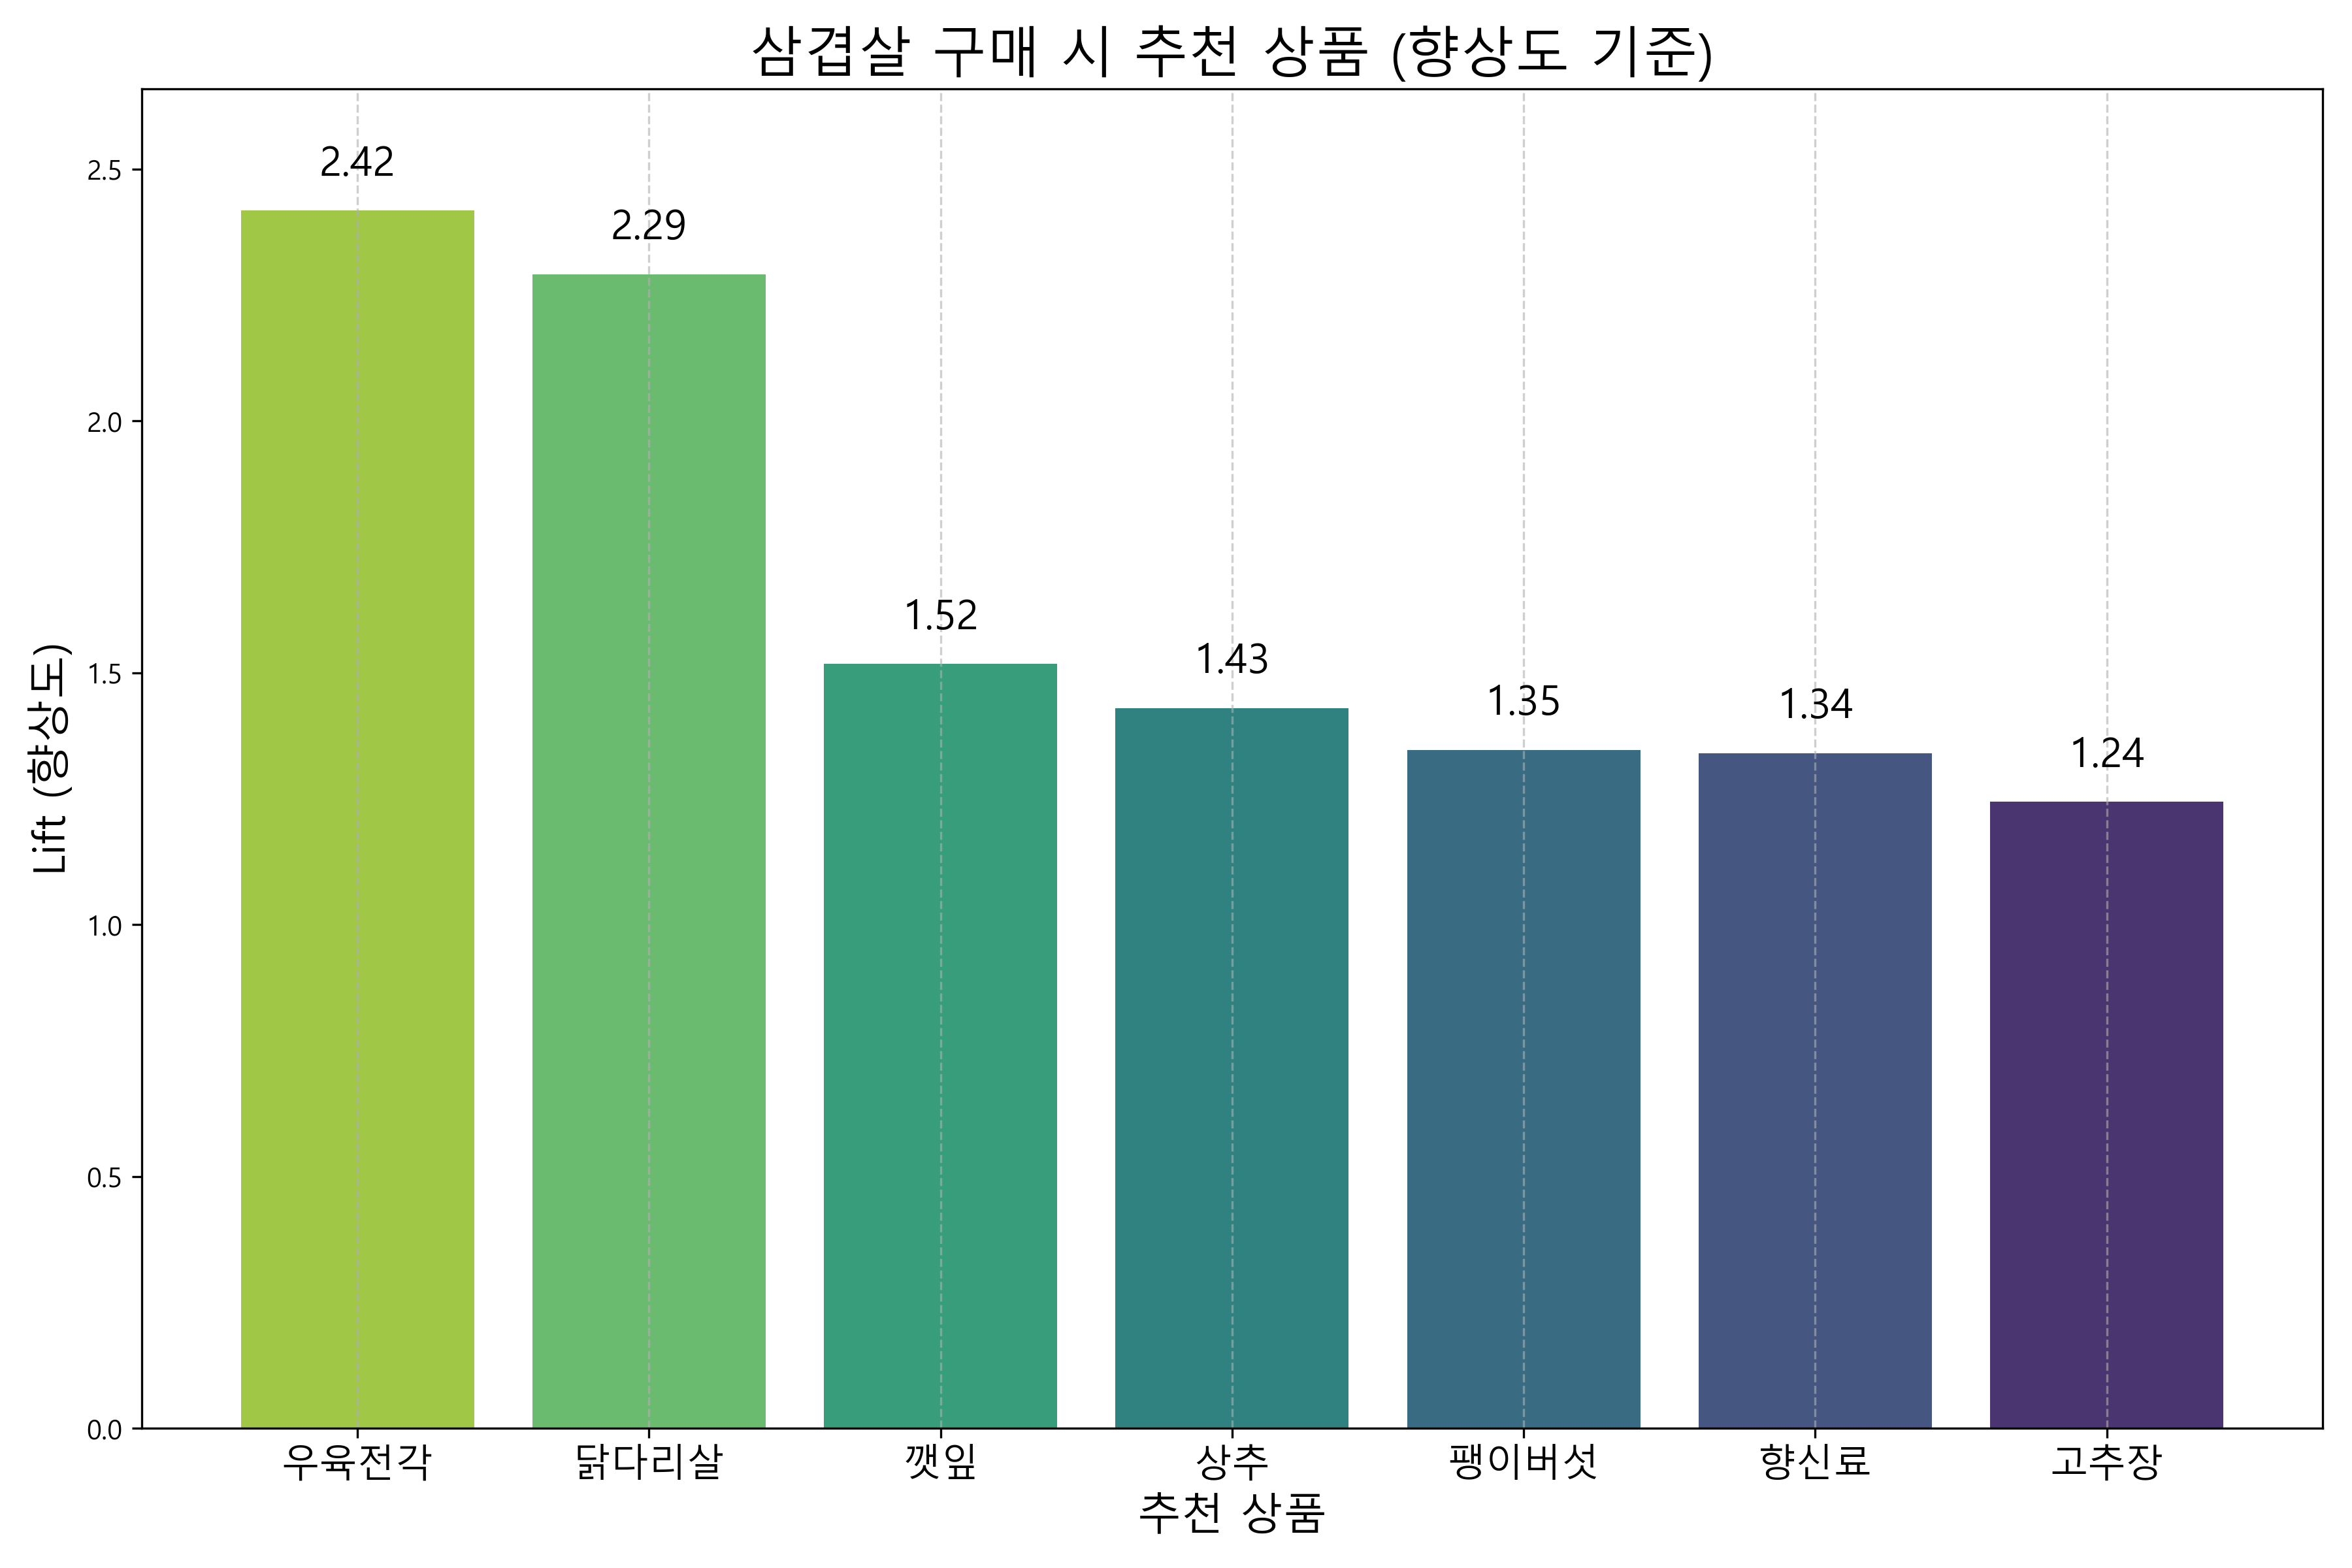 삼겹살 구매 시 추천 상품 (향상도 기준)
Lift (향상도)
2.5
2.0
1.5
1.0
0.5
0.0
2.42
2.29
1.52
1.43
1.35
1.34
1.24
우육전각
닭다리살
깻잎
상추
팽이버섯
향신료
고추장
추천 상품